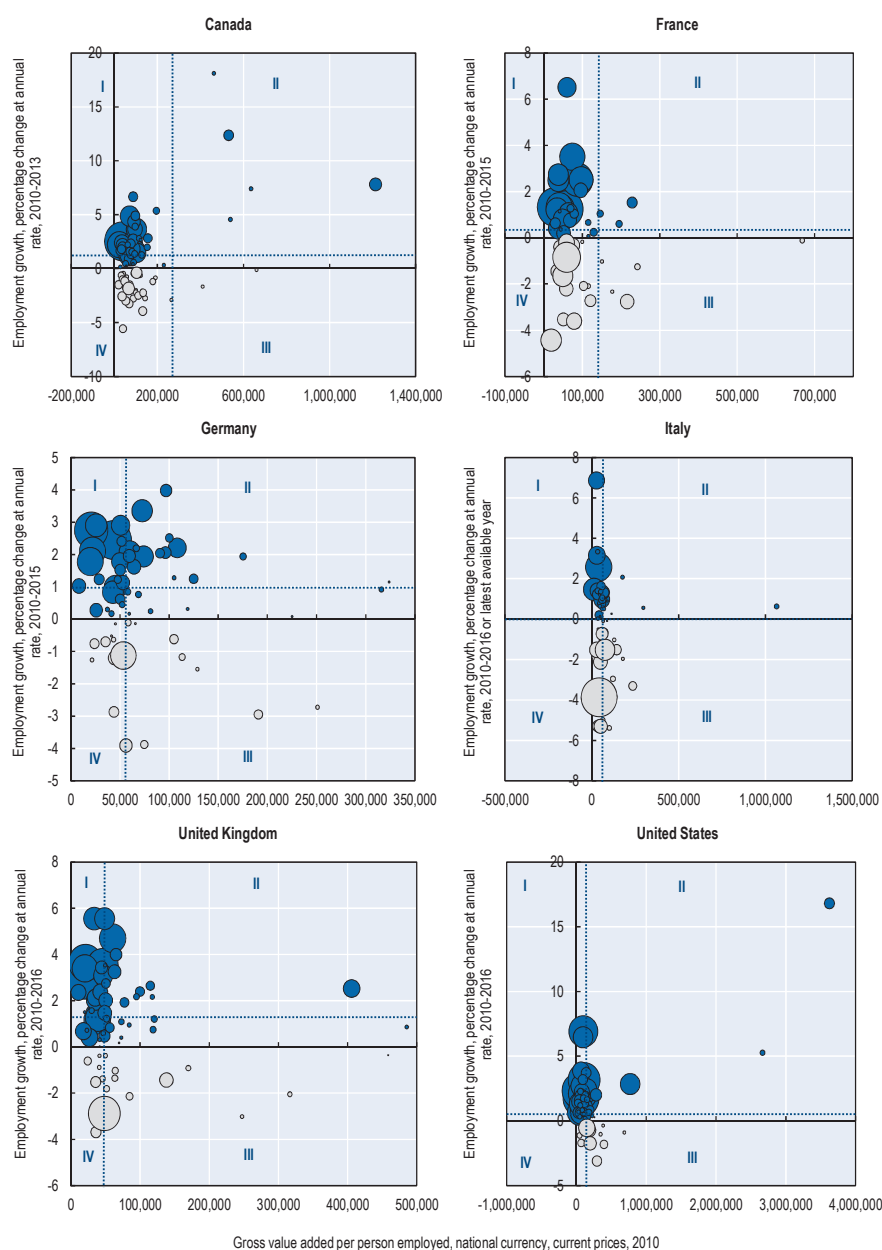 Canada
Employment growth, percentage change at annual
rate, 2010-2013
20
15
10
5
0
-5
-10
I
II
III
IV
-200,000 200,000 600,000 1,000,000 1,400,000
France
Employment growth, percentage change at annual
rate, 2010-2015
8
6
4
2
0
-2
-4
-6
I
II
III
IV
-100,000 100,000 300,000 500,000 700,000
Germany
Employment growth, percentage change at annual
rate, 2010-2015
5
4
3
2
1
0
-1
-2
-3
-4
-5
I
II
III
IV
0 50,000 100,000 150,000 200,000 250,000 300,000 350,000
Italy
Employment growth, percentage change at annual
rate, 2010-2016 or latest available year
8
6
4
2
0
-2
-4
-6
-8
I
II
III
IV
-500,000 0 500,000 1,000,000 1,500,000
United Kingdom
Employment growth, percentage change at annual
rate, 2010-2016
8
6
4
2
0
-2
-4
-6
I
II
III
IV
0 100,000 200,000 300,000 400,000 500,000
United States
Employment growth, percentage change at annual
rate, 2010-2016
20
15
10
5
0
-5
I
II
III
IV
-1,000,000 0 1,000,000 2,000,000 3,000,000 4,000,000
Gross value added per person employed, national currency, current prices, 2010